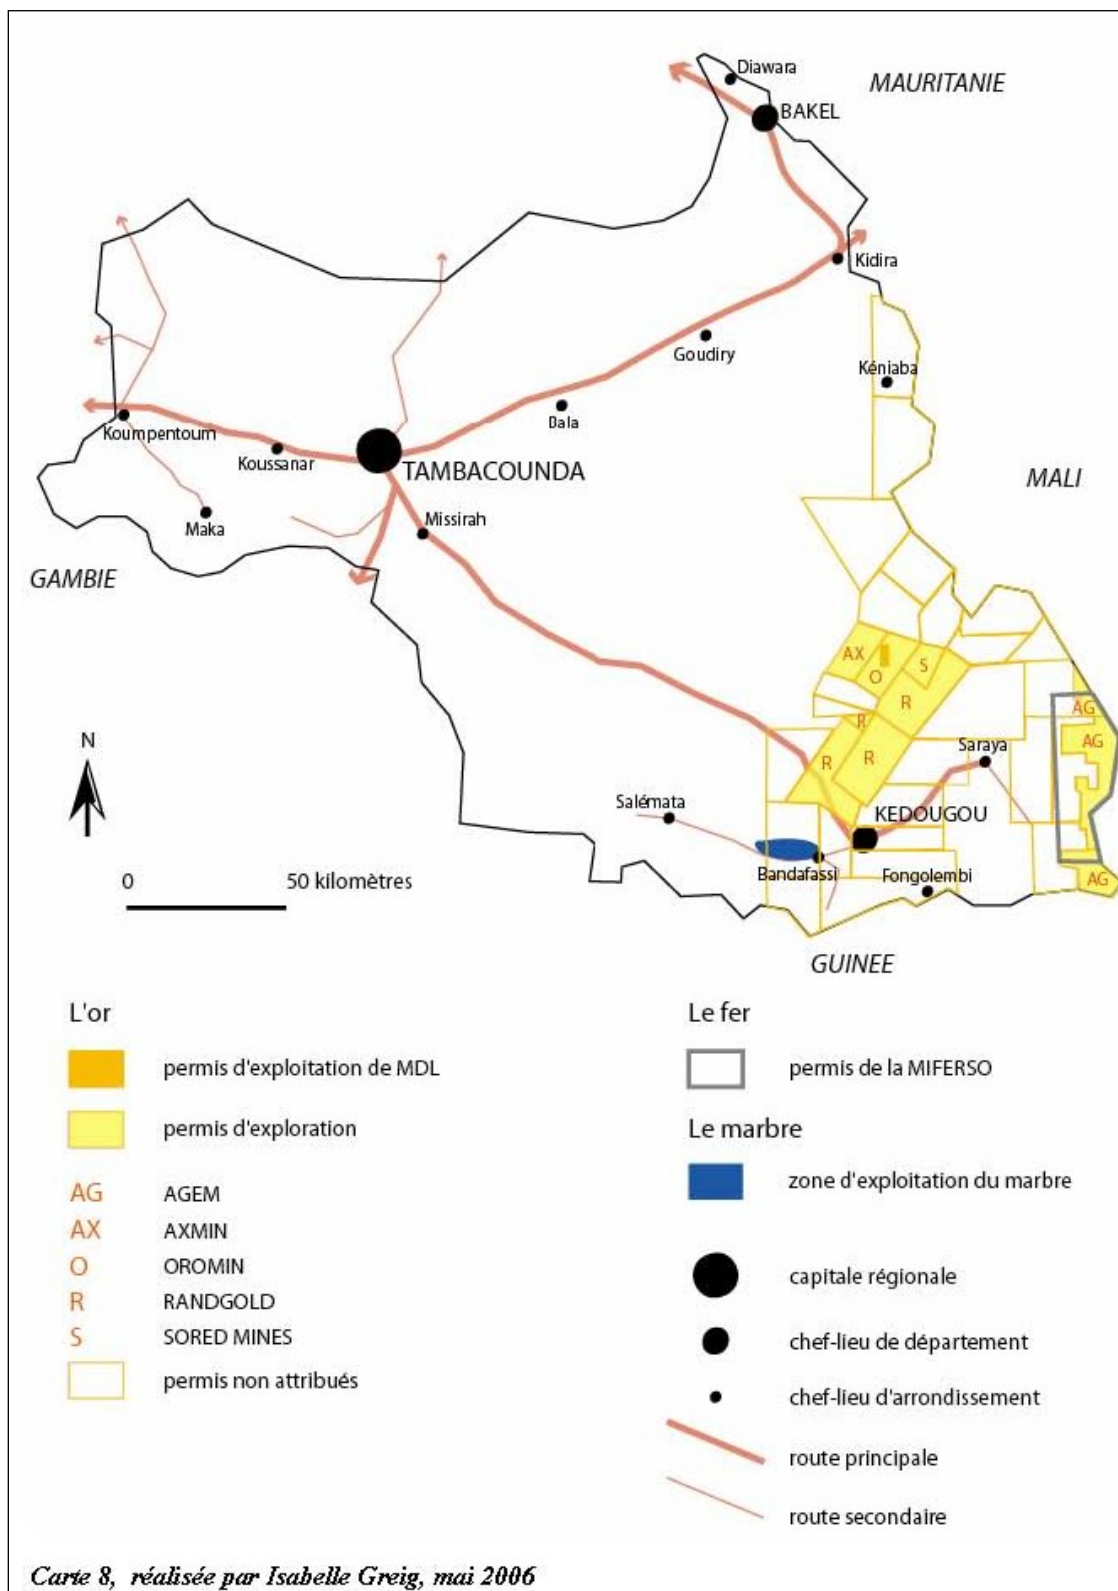 Diawara
MAURITANIE
BAKEL
Kidira
Goudiry
Kéniaba
Bala
Koumpentoum
Koussanar
TAMBACOUNDA
MALI
Maka
Missirah
GAMBIE
AX
S
O
R
AG
R
AG
N
R
R
Saraya
Salémata
KEDOUGOU
0
50 kilomètres
Bandafassi
Fongolembi
AG
GUINEE
L'or
permis d'exploitation de MDL
permis d'exploration
AG AGEM
AX AXMIN
O OROMIN
R RANDGOLD
S SORED MINES
permis non attribués
Le fer
permis de la MIFERSO
Le marbre
zone d'exploitation du marbre
capitale régionale
chef-lieu de département
chef-lieu d'arrondissement
route principale
route secondaire
Carte 8, réalisée par Isabelle Greig, mai 2006